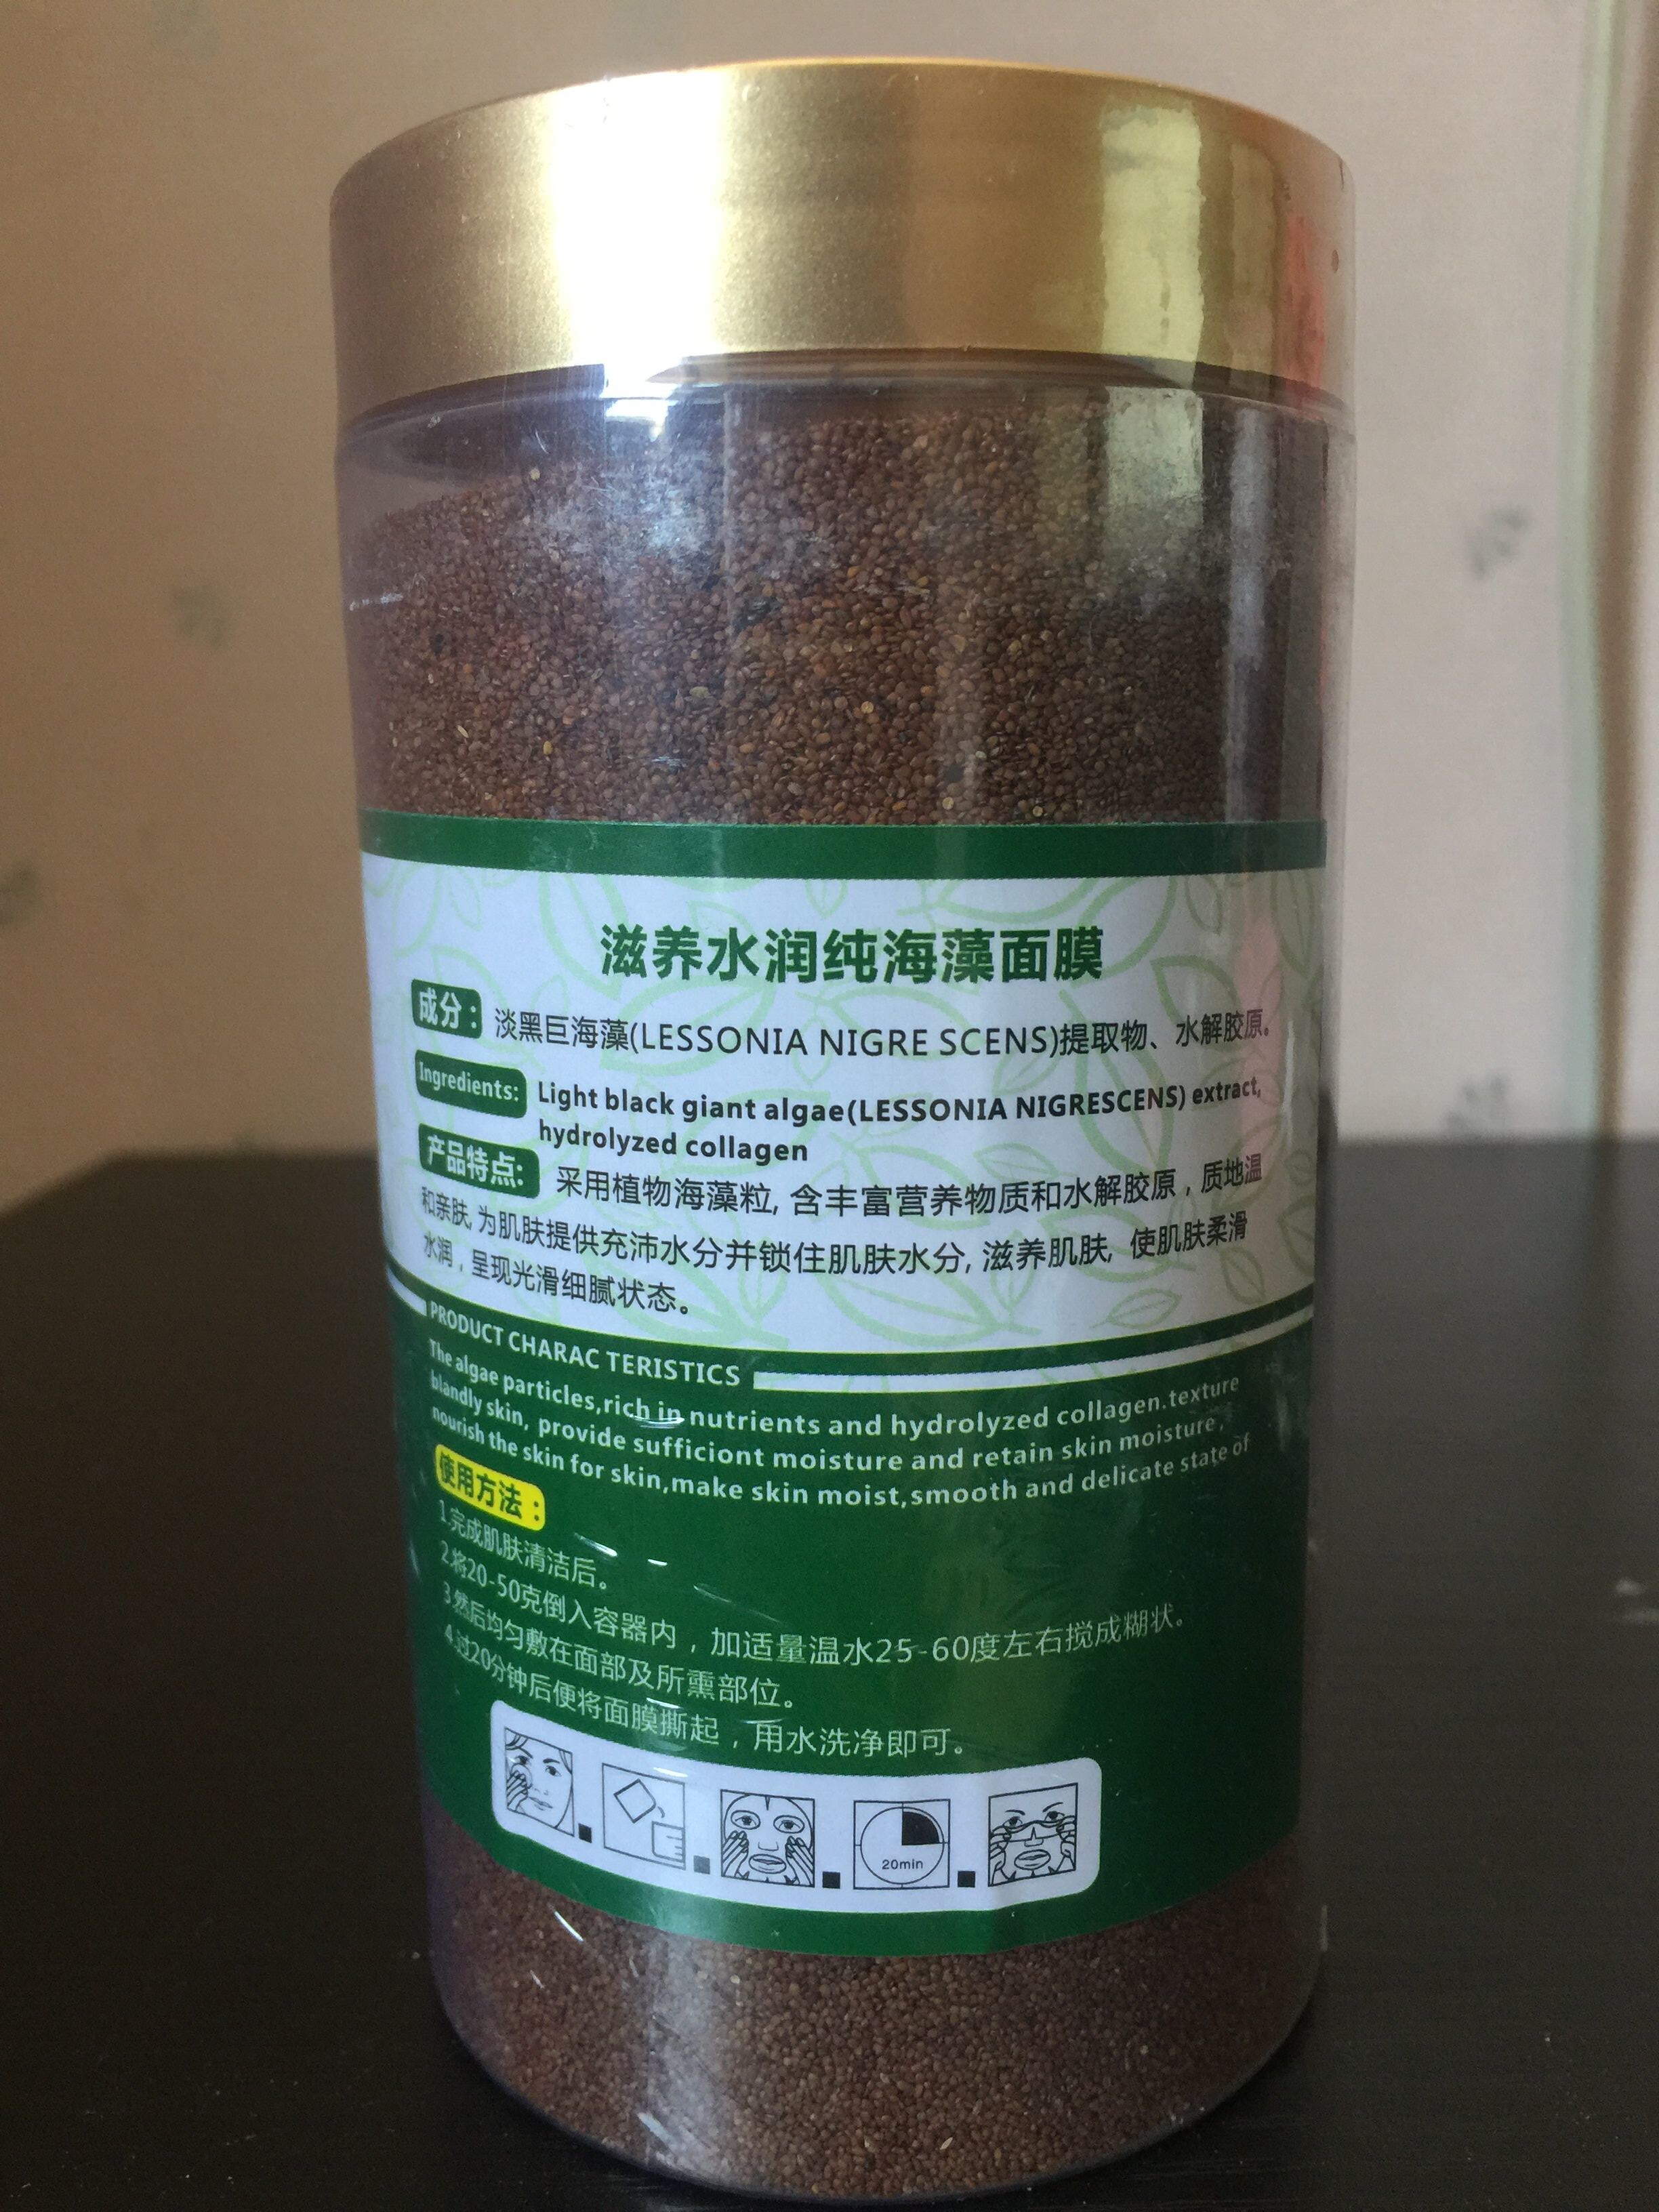 滋养水润纯海藻面膜
成分：淡黑巨海藻(LESSONIA NIGRE SCENS)提取物、水解胶原。
Ingredients: Light black giant algae(LESSONIA NIGRESCENS) extract,
hydrolyzed collagen
产品特点: 采用植物海藻粒, 含丰富营养物质和水解胶原，质地温
和亲肤, 为肌肤提供充沛水分并锁住肌肤水分, 滋养肌肤, 使肌肤柔滑
水润，呈现光滑细腻状态。
PRODUCT CHARAC TERISTICS
The algae particles,rich in nutrients and hydrolyzed collagen.texture
blandly skin, provide sufficiont moisture and retain skin moisture,
nourish the skin for skin,make skin moist,smooth and delicate state of
使用方法：
1.完成肌肤清洁后。
2.将20-50克倒入容器内，加适量温水25-60度左右搅成糊状。
3.然后均匀敷在面部及所熏部位。
4.过20分钟后便将面膜撕起，用水洗净即可。
20min